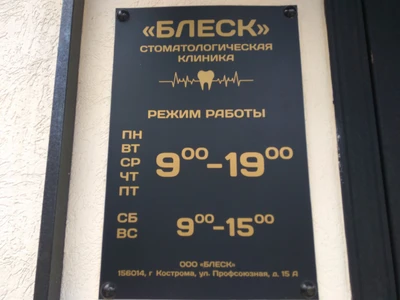 «БЛЕСК»
СТОМАТОЛОГИЧЕСКАЯ
КЛИНИКА
РЕЖИМ РАБОТЫ
ПН
ВТ
СР
ЧТ
ПТ
9⁰⁰-19⁰⁰
СБ
ВС
9⁰⁰-15⁰⁰
ООО «БЛЕСК»
156014, г Кострома, ул. Профсоюзная, д. 15 А